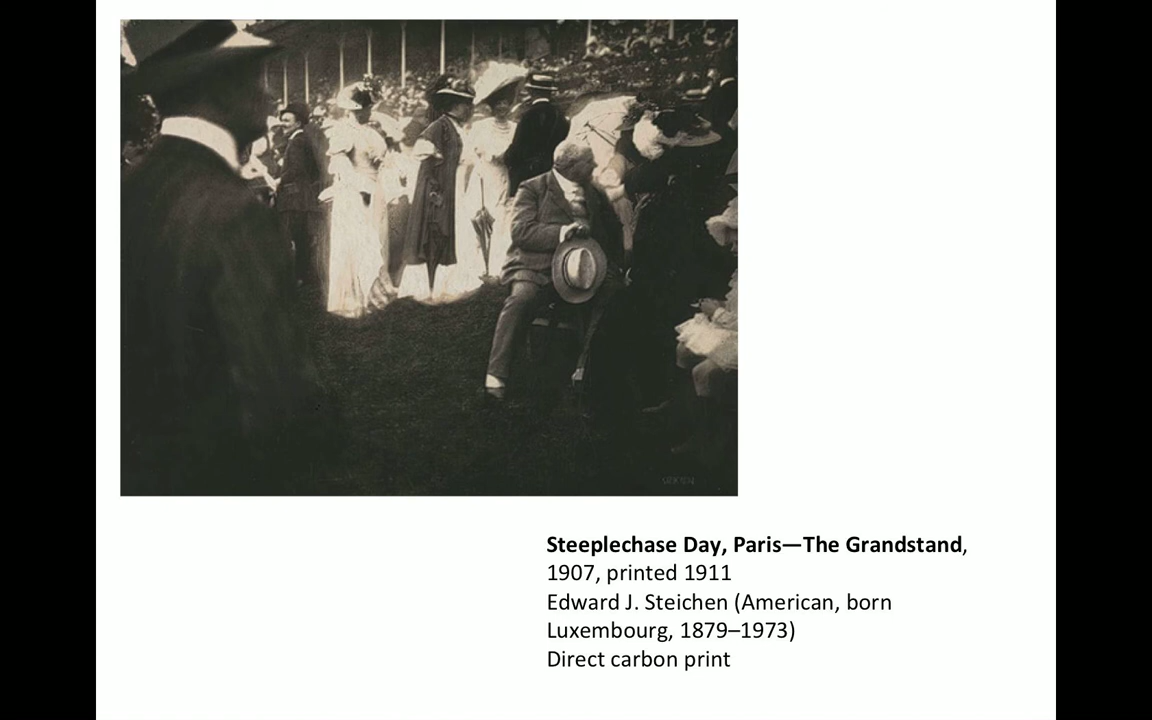 Steeplechase Day, Paris—The Grandstand,
1907, printed 1911
Edward J. Steichen (American, born
Luxembourg, 1879–1973)
Direct carbon print